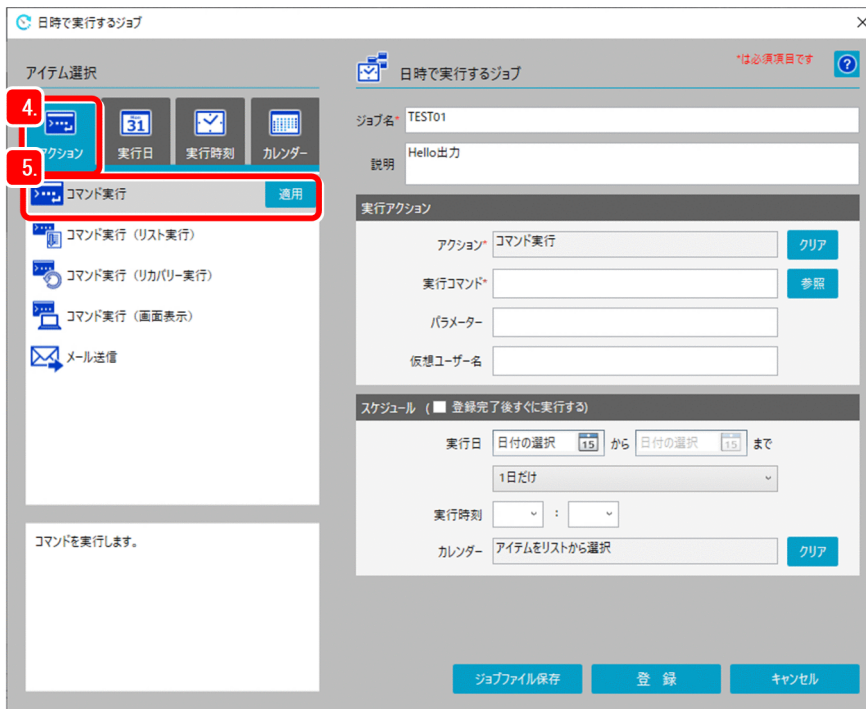 日時で実行するジョブ
アイテム選択
4.
アクション
31
実行日
実行時刻
カレンダー
5.
コマンド実行
適用
コマンド実行（リスト実行）
コマンド実行（リカバリー実行）
コマンド実行（画面表示）
メール送信
コマンドを実行します。
日時で実行するジョブ
*は必須項目です
?
ジョブ名* TEST01
説明 Hello出力
実行アクション
アクション* コマンド実行 クリア
実行コマンド* 参照
パラメーター
仮想ユーザー名
スケジュール （ 登録完了後すぐに実行する)
実行日 日付の選択 15 から 日付の選択 15 まで
1日だけ
実行時刻 :
カレンダー アイテムをリストから選択 クリア
ジョブファイル保存 登 録 キャンセル